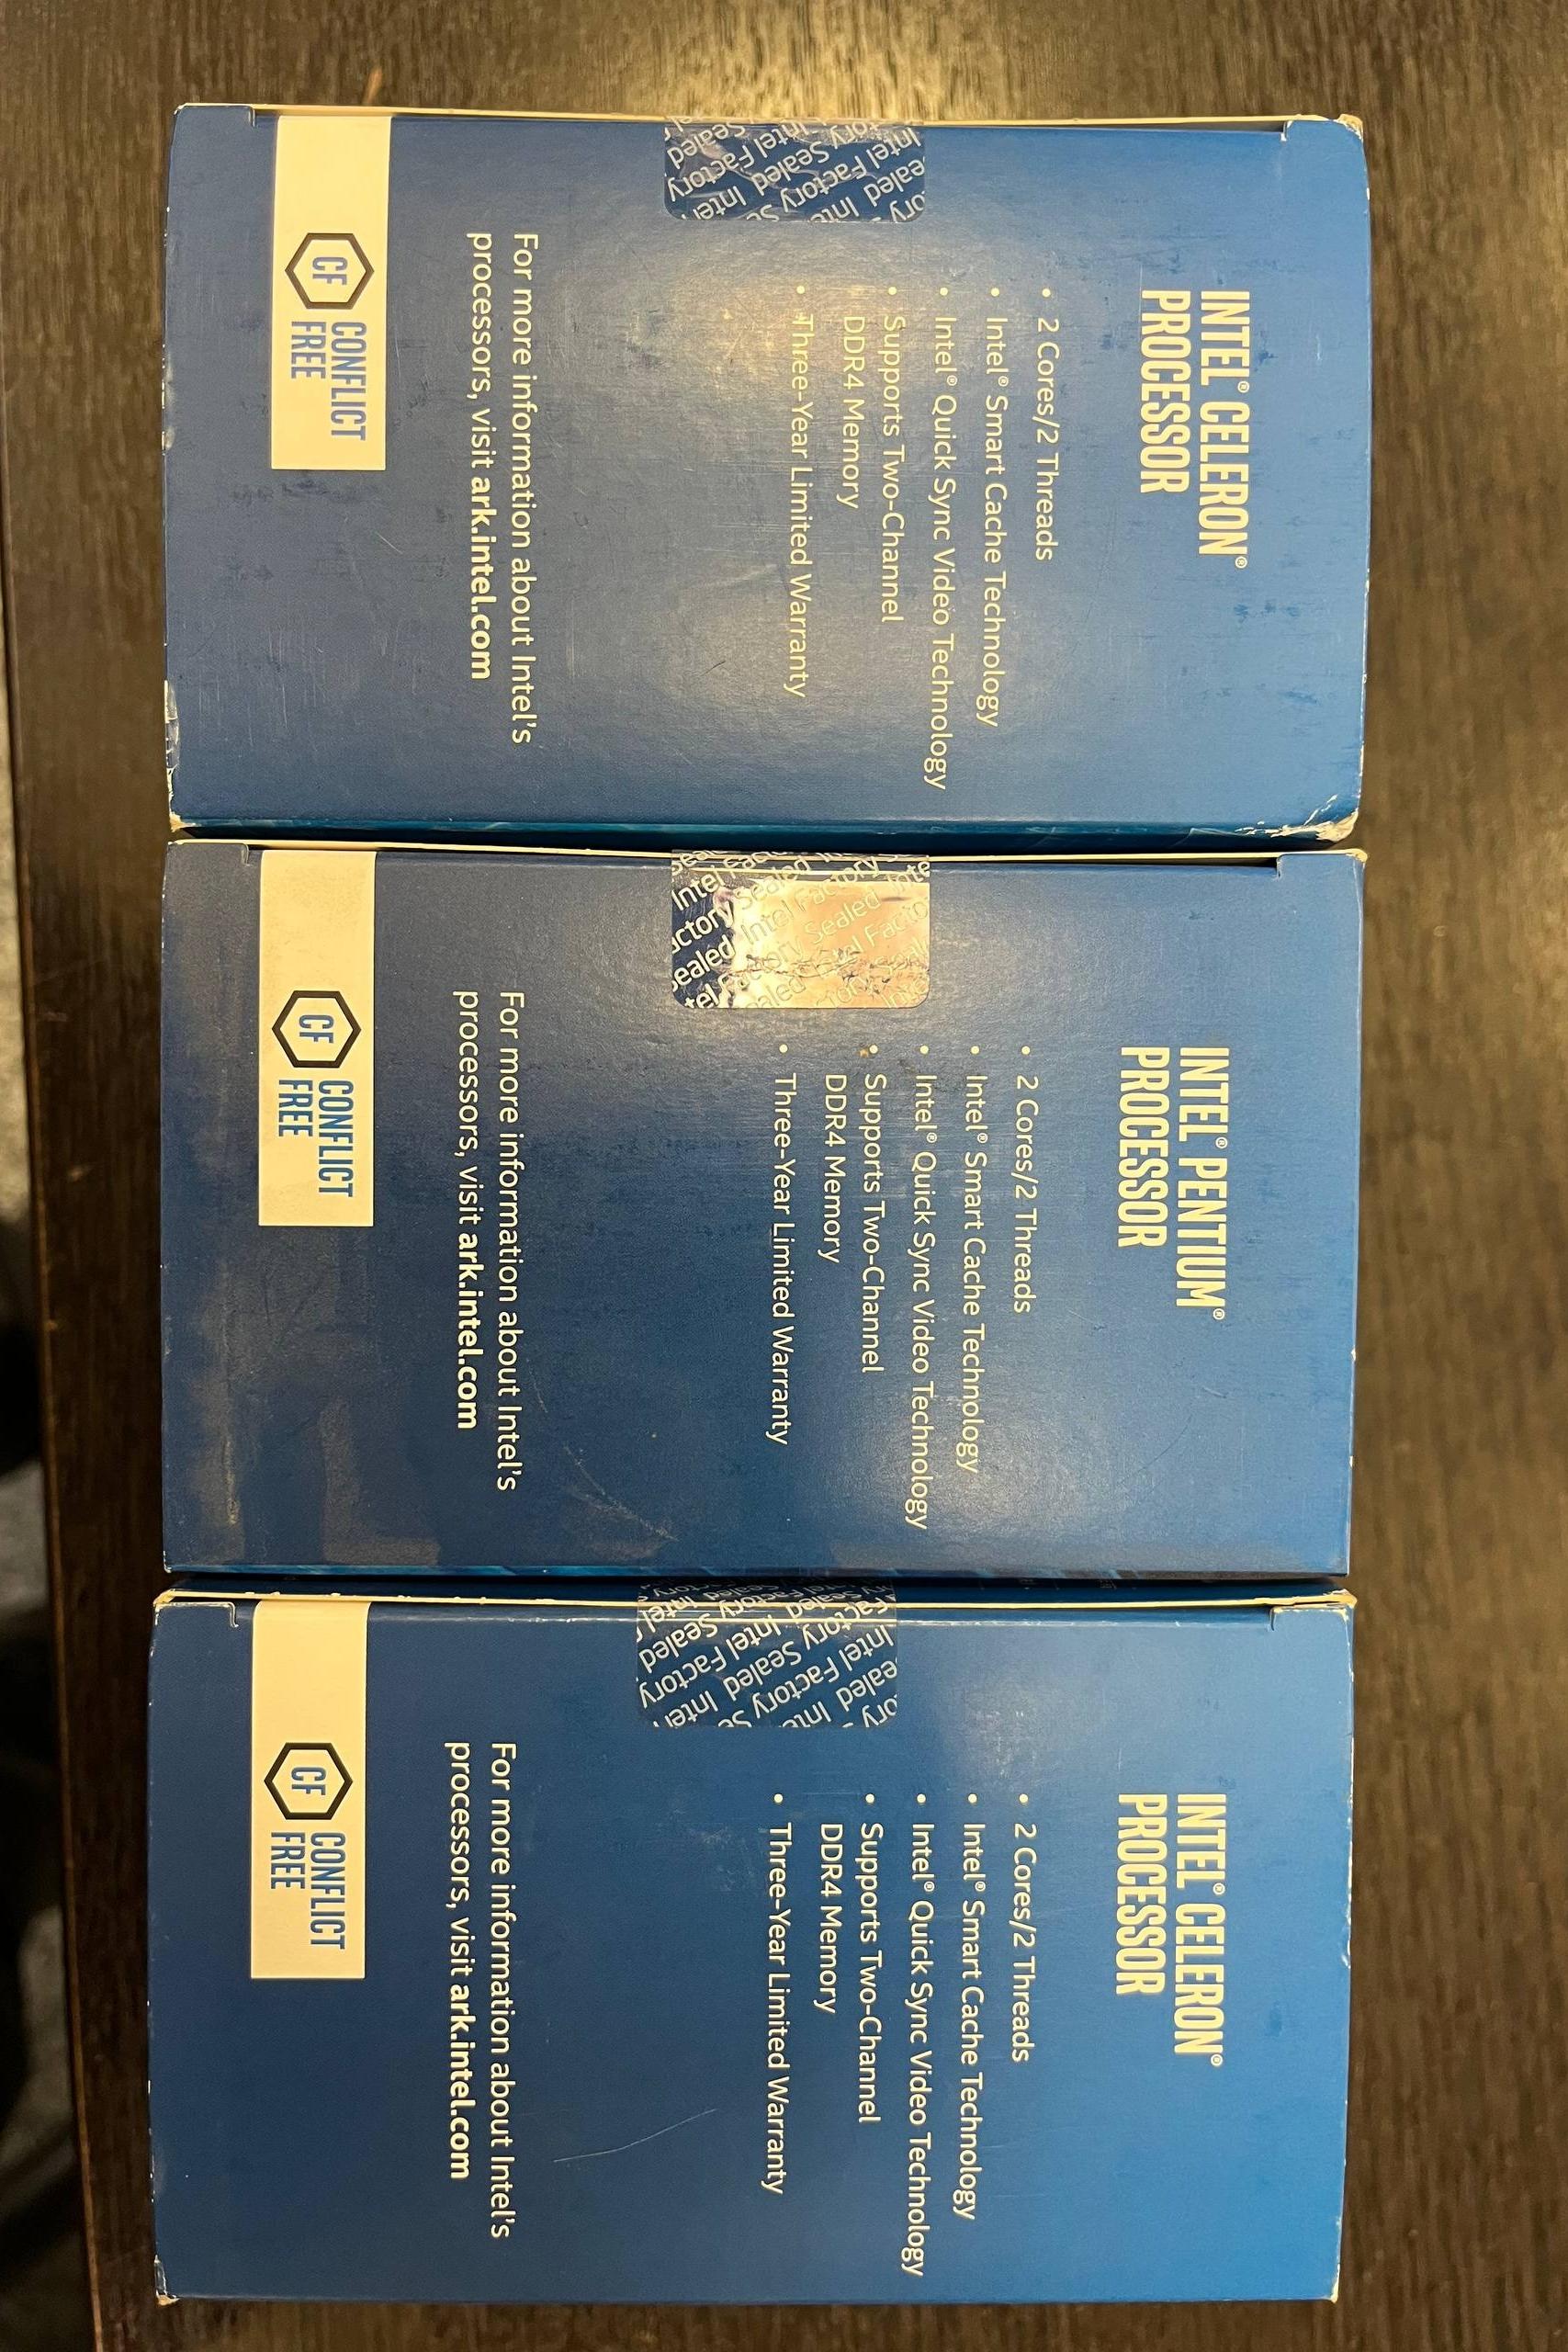 Intel Factory Sealed
INTEL® CELERON®
PROCESSOR
• 2 Cores/2 Threads
• Intel® Smart Cache Technology
• Intel® Quick Sync Video Technology
• Supports Two-Channel
DDR4 Memory
• Three-Year Limited Warranty
For more information about Intel's
processors, visit ark.intel.com
CF CONFLICT
FREE
Intel Factory Sealed
INTEL® PENTIUM®
PROCESSOR
• 2 Cores/2 Threads
• Intel® Smart Cache Technology
• Intel® Quick Sync Video Technology
• Supports Two-Channel
DDR4 Memory
• Three-Year Limited Warranty
For more information about Intel's
processors, visit ark.intel.com
CF CONFLICT
FREE
Intel Factory Sealed
INTEL® CELERON®
PROCESSOR
• 2 Cores/2 Threads
• Intel® Smart Cache Technology
• Intel® Quick Sync Video Technology
• Supports Two-Channel
DDR4 Memory
• Three-Year Limited Warranty
For more information about Intel's
processors, visit ark.intel.com
CF CONFLICT
FREE